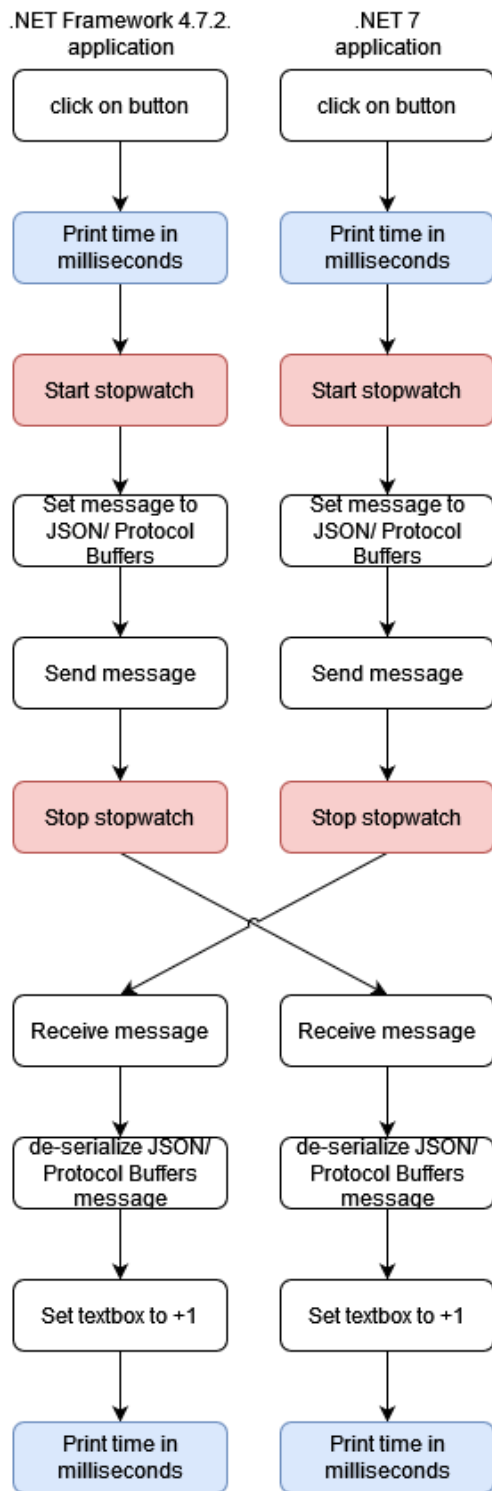 .NET Framework 4.7.2.
application
.NET 7
application
click on button
click on button
Print time in
milliseconds
Print time in
milliseconds
Start stopwatch
Start stopwatch
Set message to
JSON/ Protocol
Buffers
Set message to
JSON/ Protocol
Buffers
Send message
Send message
Stop stopwatch
Stop stopwatch
Receive message
Receive message
de-serialize JSON/
Protocol Buffers
message
de-serialize JSON/
Protocol Buffers
message
Set textbox to +1
Set textbox to +1
Print time in
milliseconds
Print time in
milliseconds